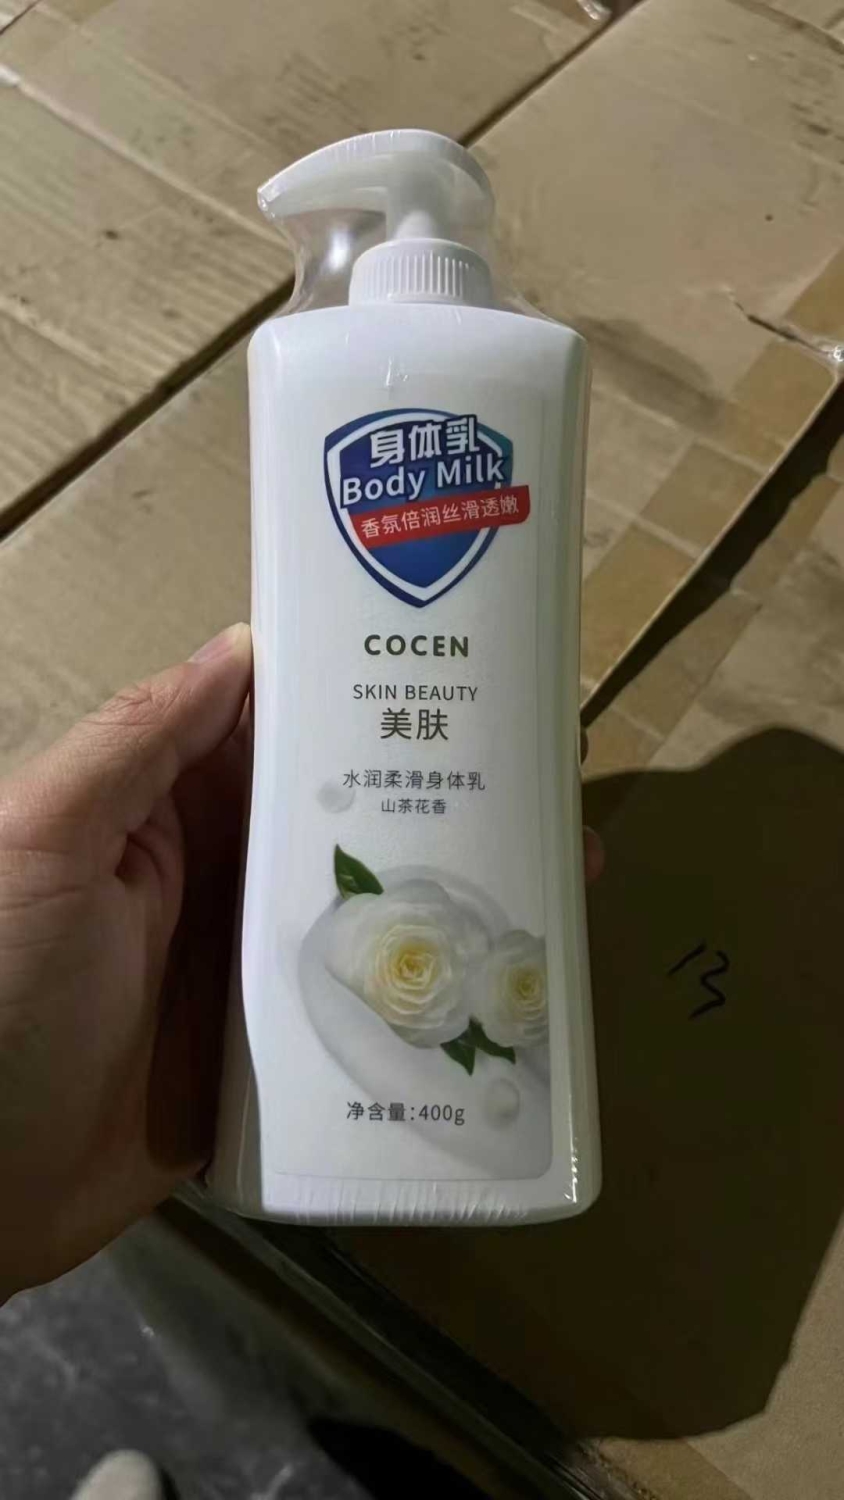 身体乳
Body Milk
香氛倍润丝滑透嫩
COCEN
SKIN BEAUTY
美肤
水润柔滑身体乳
山茶花香
净含量:400g
13